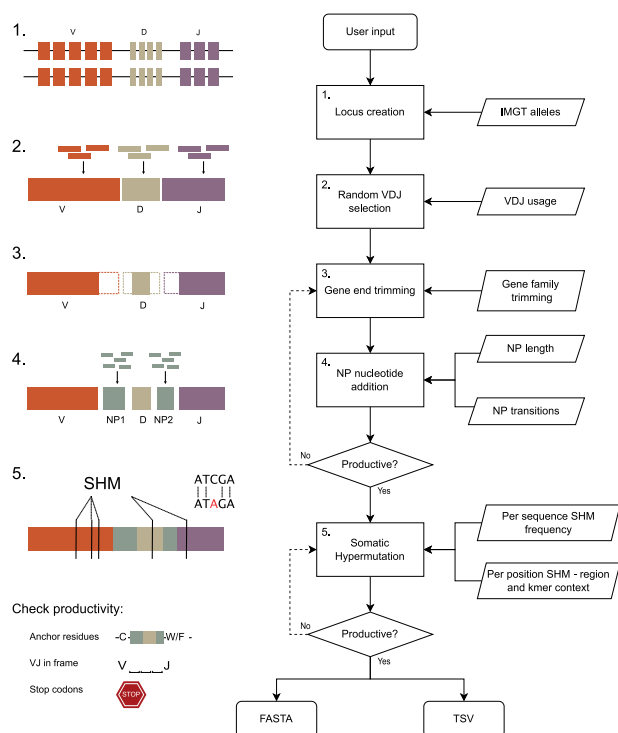 1.
V D J
2.
V D J
3.
V D J
4.
V NP1 D NP2 J
5.
SHM
ATCGA
ATAGA
Check productivity:
Anchor residues
-C- -W/F -
VJ in frame
V J
Stop codons
STOP
User input
1.
Locus creation
IMGT alleles
2.
Random VDJ
selection
VDJ usage
3.
Gene end trimming
Gene family
trimming
4.
NP nucleotide
addition
NP length
NP transitions
Productive?
No
Yes
5.
Somatic
Hypermutation
Per sequence SHM
frequency
Per position SHM - region
and kmer context
Productive?
No
Yes
FASTA
TSV